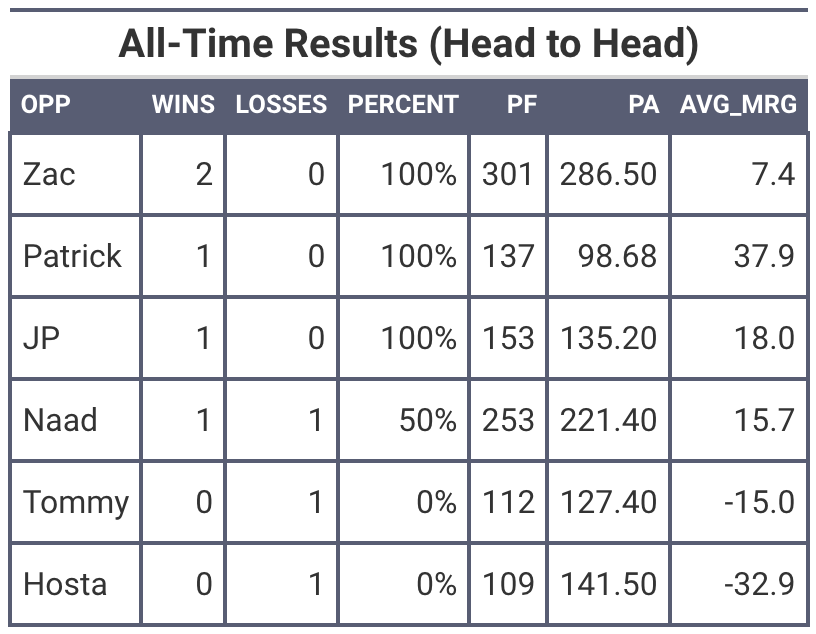 All-Time Results (Head to Head)
OPP WINS LOSSES PERCENT PF PA AVG_MRG
Zac 2 0 100% 301 286.50 7.4
Patrick 1 0 100% 137 98.68 37.9
JP 1 0 100% 153 135.20 18.0
Naad 1 1 50% 253 221.40 15.7
Tommy 0 1 0% 112 127.40 -15.0
Hosta 0 1 0% 109 141.50 -32.9